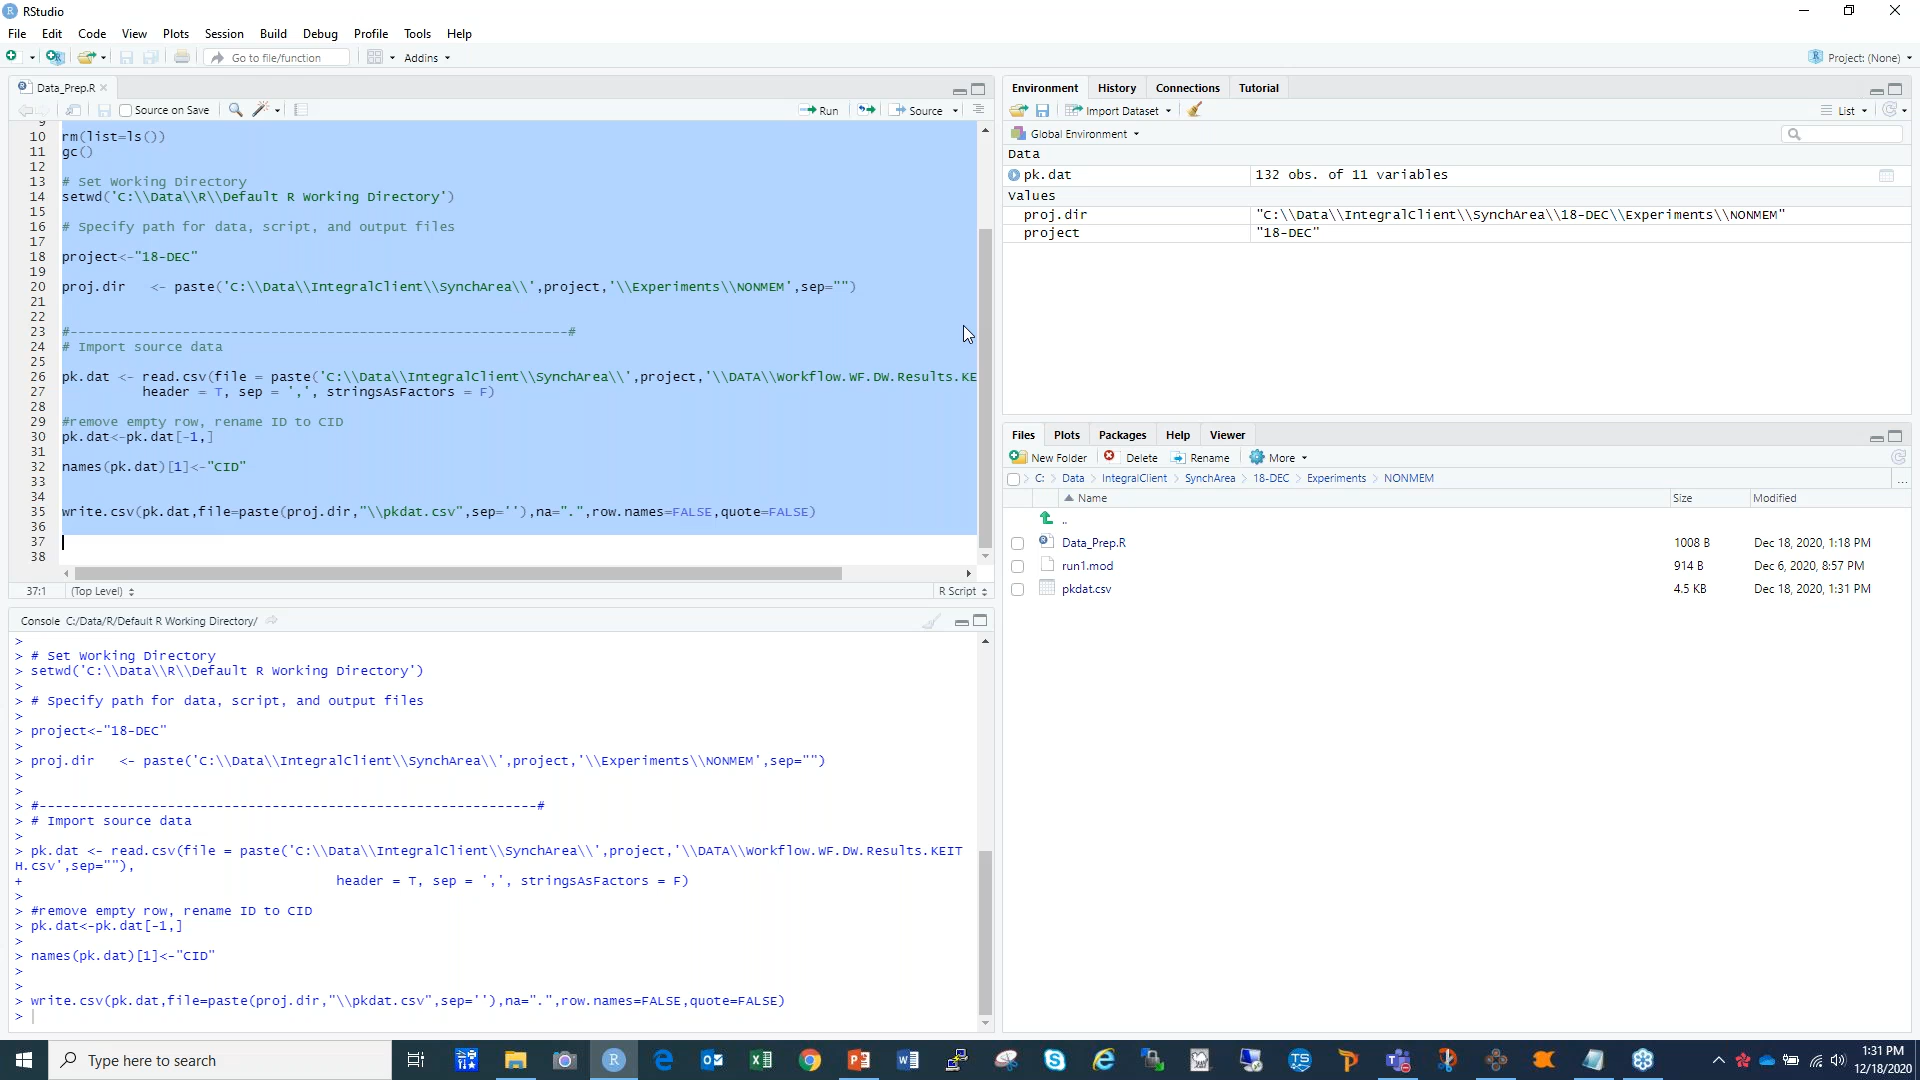 RStudio
File Edit Code View Plots Session Build Debug Profile Tools Help
Go to file/function
Addins
Project: (None)
Data_Prep.R
Source on Save
Run
Source
9
10 rm(list=ls())
11 gc()
12
13 # Set Working Directory
14 setwd('C:\\Data\\R\\Default R Working Directory')
15
16 # Specify path for data, script, and output files
17
18 project<-"18-DEC"
19
20 proj.dir   <- paste('C:\\Data\\IntegralClient\\SynchArea\\',project,'\\Experiments\\NONMEM',sep="")
21
22
23 #--------------------------------------------------------------#
24 # Import source data
25
26 pk.dat <- read.csv(file = paste('C:\\Data\\IntegralClient\\SynchArea\\',project,'\\DATA\\Workflow.WF.DW.Results.KE
27 header = T, sep = ',', stringsAsFactors = F)
28
29 #remove empty row, rename ID to CID
30 pk.dat<-pk.dat[-1,]
31
32 names(pk.dat)[1]<-"CID"
33
34
35 write.csv(pk.dat,file=paste(proj.dir,"\\pkdat.csv",sep=''),na=".",row.names=FALSE,quote=FALSE)
36
37
38
37:1 (Top Level) R Script
Console C:/Data/R/Default R Working Directory/
>
> # Set Working Directory
> setwd('C:\\Data\\R\\Default R Working Directory')
>
> # Specify path for data, script, and output files
>
> project<-"18-DEC"
>
> proj.dir   <- paste('C:\\Data\\IntegralClient\\SynchArea\\',project,'\\Experiments\\NONMEM',sep="")
>
>
> #--------------------------------------------------------------#
> # Import source data
>
> pk.dat <- read.csv(file = paste('C:\\Data\\IntegralClient\\SynchArea\\',project,'\\DATA\\Workflow.WF.DW.Results.KEIT
H.csv',sep=""),
+ header = T, sep = ',', stringsAsFactors = F)
>
> #remove empty row, rename ID to CID
> pk.dat<-pk.dat[-1,]
>
> names(pk.dat)[1]<-"CID"
>
>
> write.csv(pk.dat,file=paste(proj.dir,"\\pkdat.csv",sep=''),na=".",row.names=FALSE,quote=FALSE)
>
Environment History Connections Tutorial
Import Dataset
List
Global Environment
Data
pk.dat 132 obs. of 11 variables
Values
proj.dir "C:\\Data\\IntegralClient\\SynchArea\\18-DEC\\Experiments\\NONMEM"
project "18-DEC"
Files Plots Packages Help Viewer
New Folder Delete Rename More
C: > Data > IntegralClient > SynchArea > 18-DEC > Experiments > NONMEM ...
Name Size Modified
..
Data_Prep.R 1008 B Dec 18, 2020, 1:18 PM
run1.mod 914 B Dec 6, 2020, 8:57 PM
pkdat.csv 4.5 KB Dec 18, 2020, 1:31 PM
Type here to search
1:31 PM
12/18/2020